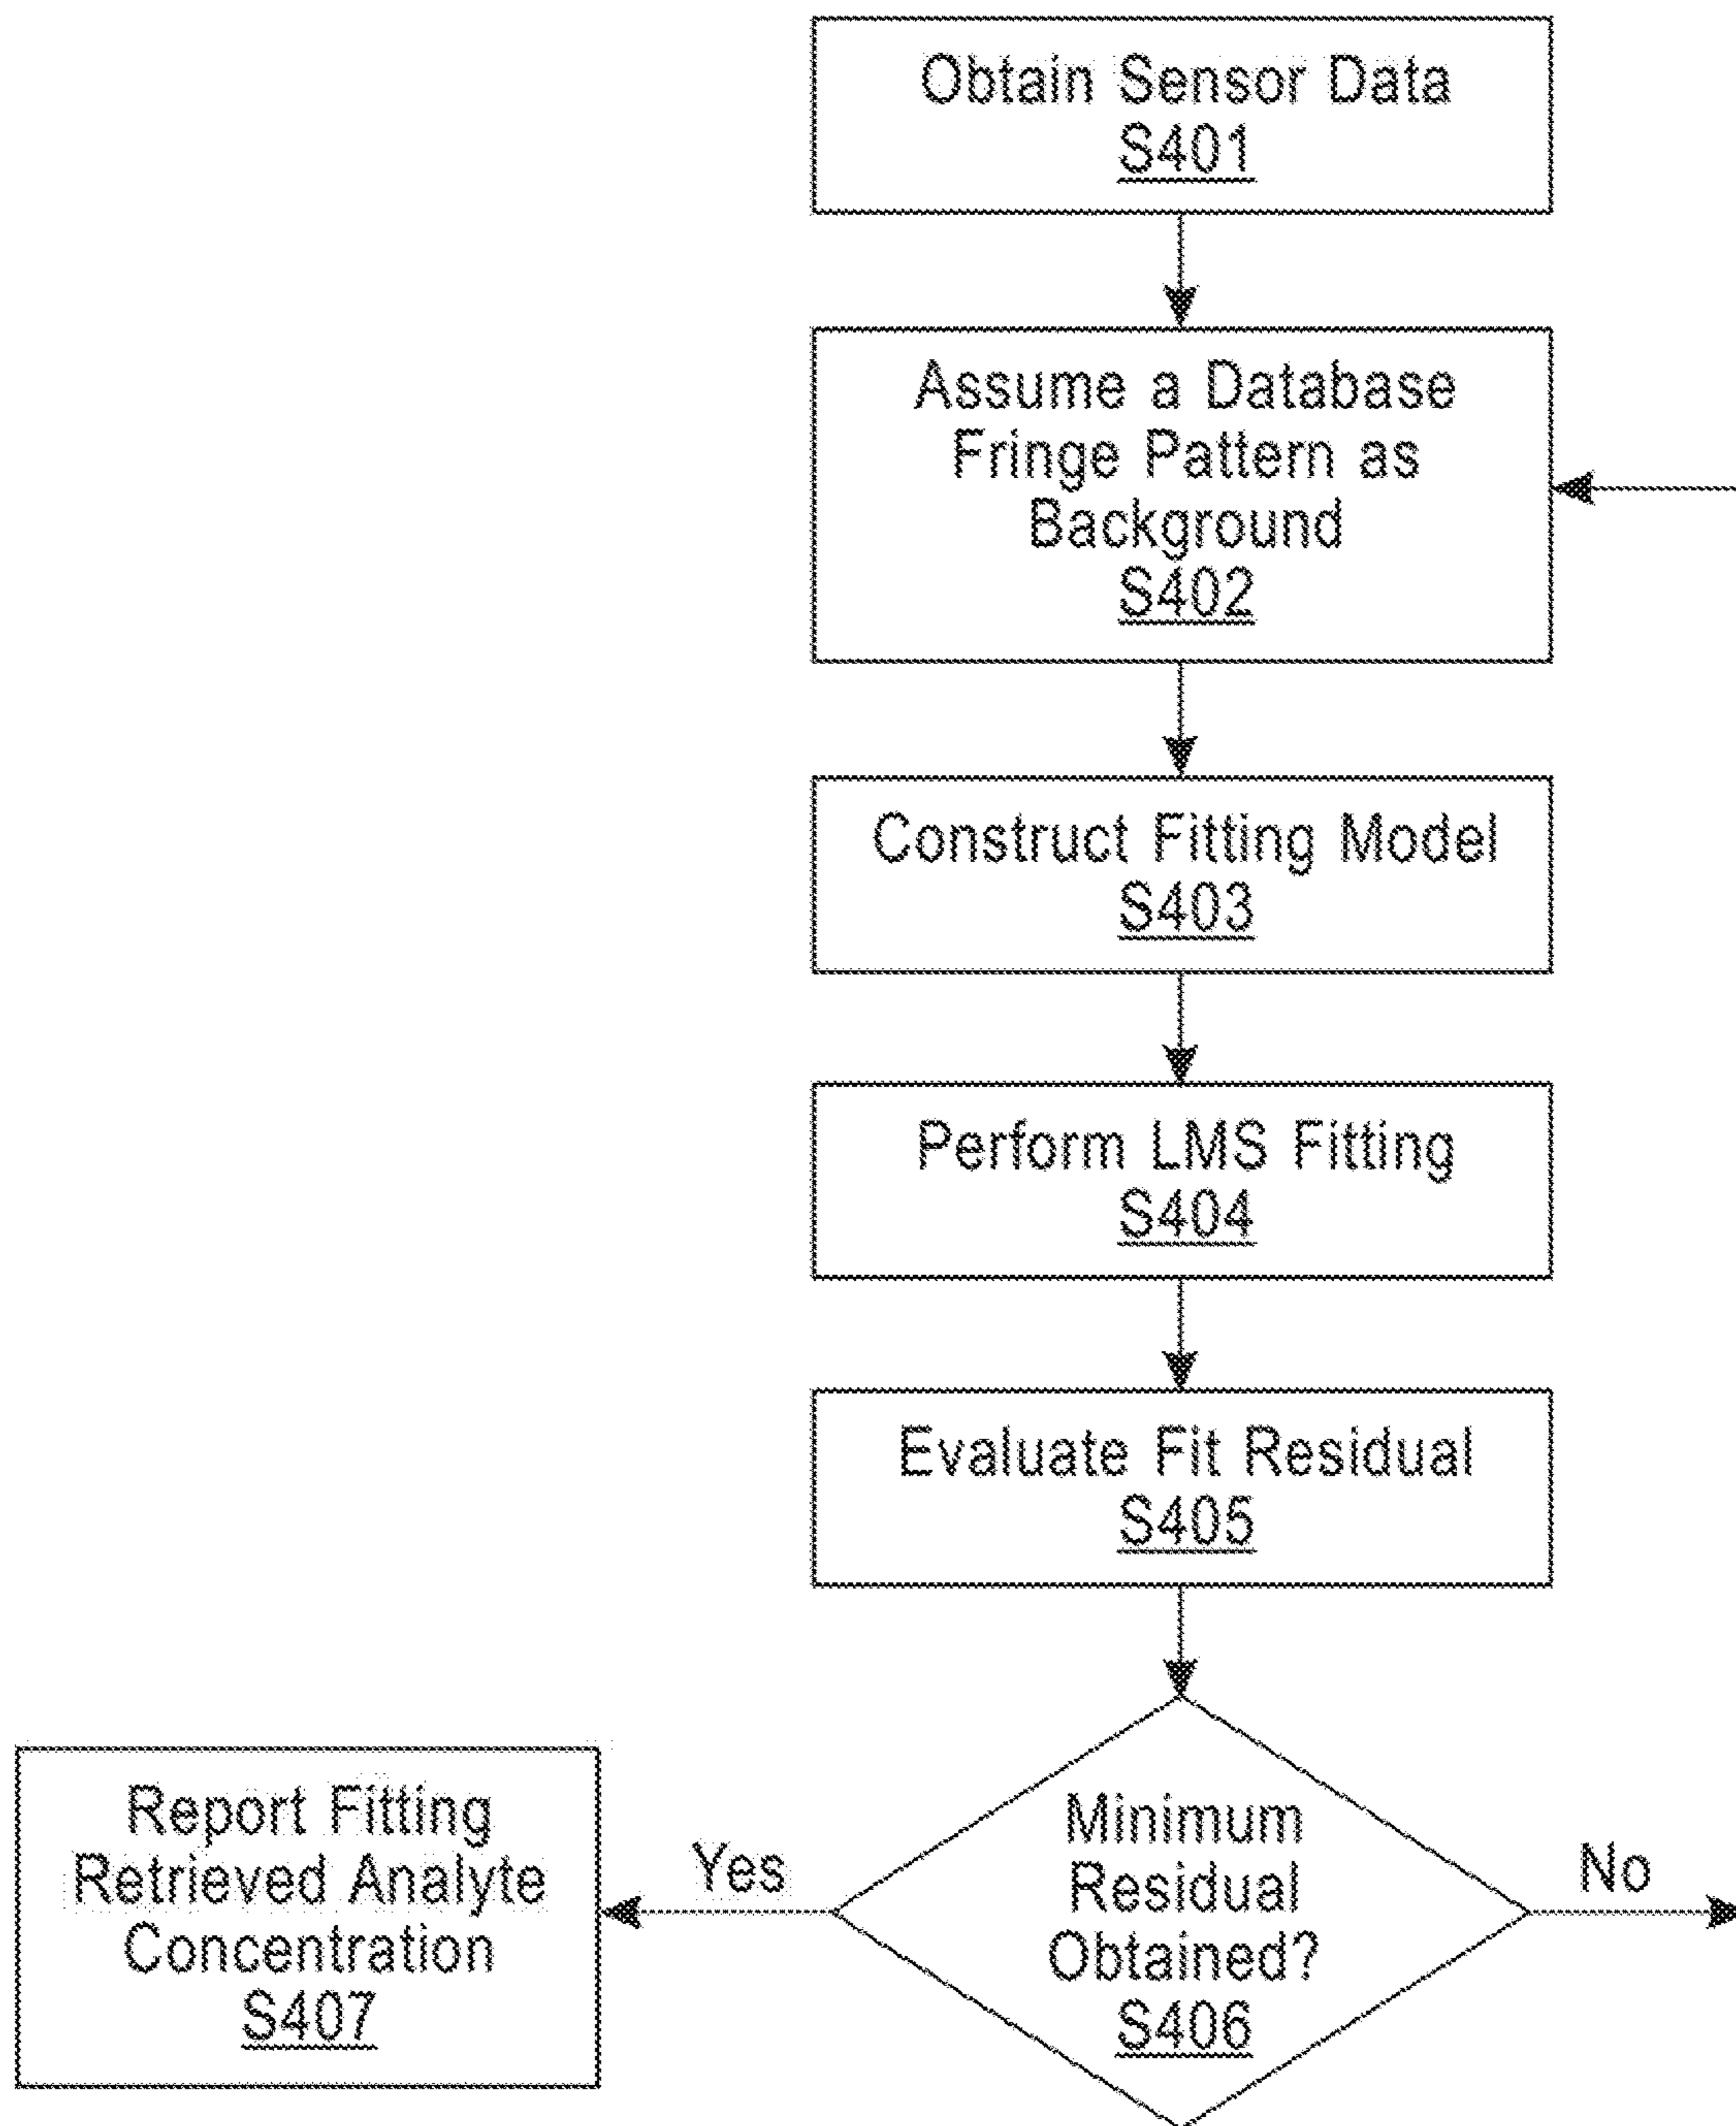 Obtain Sensor Data
S401
Assume a Database
Fringe Pattern as
Background
S402
Construct Fitting Model
S403
Perform LMS Fitting
S404
Evaluate Fit Residual
S405
Minimum
Residual
Obtained?
S406
Yes
No
Report Fitting
Retrieved Analyte
Concentration
S407